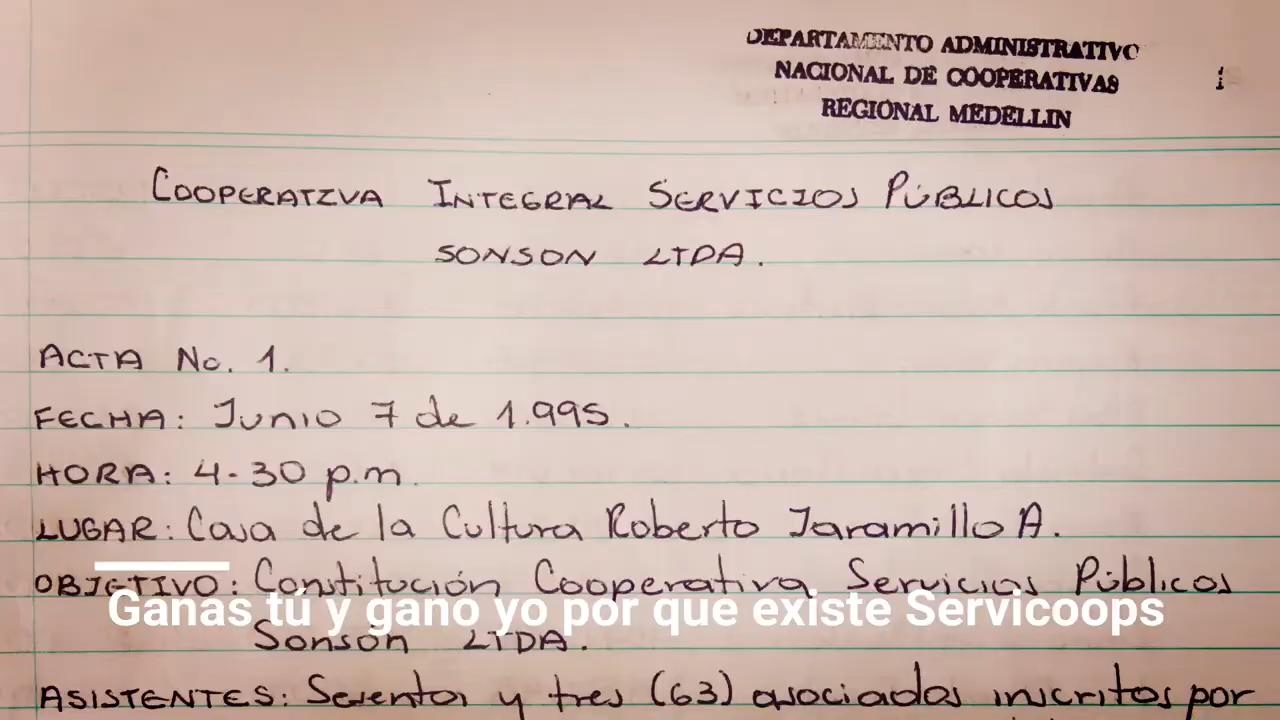 DEPARTAMENTO ADMINISTRATIVO
NACIONAL DE COOPERATIVAS
REGIONAL MEDELLIN
1
COOPERATIVA INTEGRAL SERVICIOS PÚBLICOS
SONSON LTDA.
ACTA No. 1.
FECHA: Junio 7 de 1.995.
HORA: 4-30 p.m.
LUGAR: Casa de la Cultura Roberto Jaramillo A.
OBJETIVO: Constitución Cooperativa Servicios Públicos
Ganas tú y gano yo por que existe Servicoops
Sonsón LTDA.
ASISTENTES: Sesenta y tres (63) asociados inscritos por